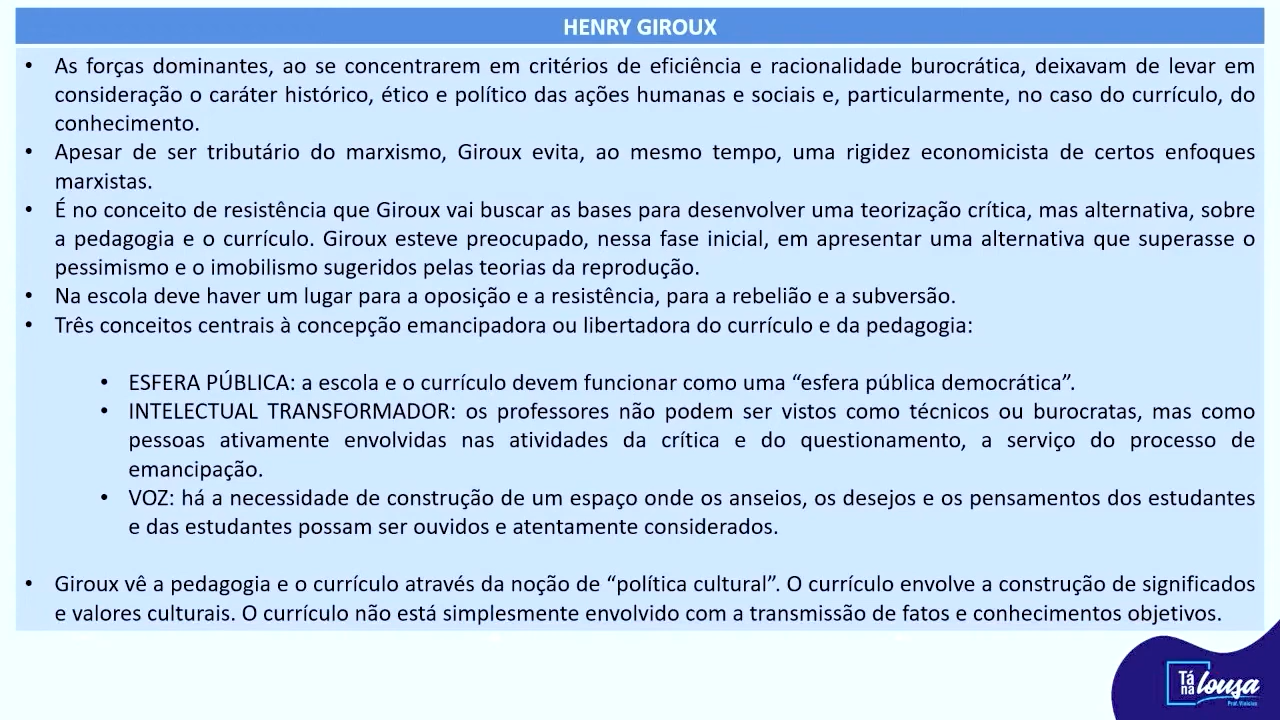 HENRY GIROUX
• As forças dominantes, ao se concentrarem em critérios de eficiência e racionalidade burocrática, deixavam de levar em
consideração o caráter histórico, ético e político das ações humanas e sociais e, particularmente, no caso do currículo, do
conhecimento.
• Apesar de ser tributário do marxismo, Giroux evita, ao mesmo tempo, uma rigidez economicista de certos enfoques
marxistas.
• É no conceito de resistência que Giroux vai buscar as bases para desenvolver uma teorização crítica, mas alternativa, sobre
a pedagogia e o currículo. Giroux esteve preocupado, nessa fase inicial, em apresentar uma alternativa que superasse o
pessimismo e o imobilismo sugeridos pelas teorias da reprodução.
• Na escola deve haver um lugar para a oposição e a resistência, para a rebelião e a subversão.
• Três conceitos centrais à concepção emancipadora ou libertadora do currículo e da pedagogia:
• ESFERA PÚBLICA: a escola e o currículo devem funcionar como uma “esfera pública democrática”.
• INTELECTUAL TRANSFORMADOR: os professores não podem ser vistos como técnicos ou burocratas, mas como
pessoas ativamente envolvidas nas atividades da crítica e do questionamento, a serviço do processo de
emancipação.
• VOZ: há a necessidade de construção de um espaço onde os anseios, os desejos e os pensamentos dos estudantes
e das estudantes possam ser ouvidos e atentamente considerados.
• Giroux vê a pedagogia e o currículo através da noção de “política cultural”. O currículo envolve a construção de significados
e valores culturais. O currículo não está simplesmente envolvido com a transmissão de fatos e conhecimentos objetivos.
Tá na lousa
Prof. Vinícius